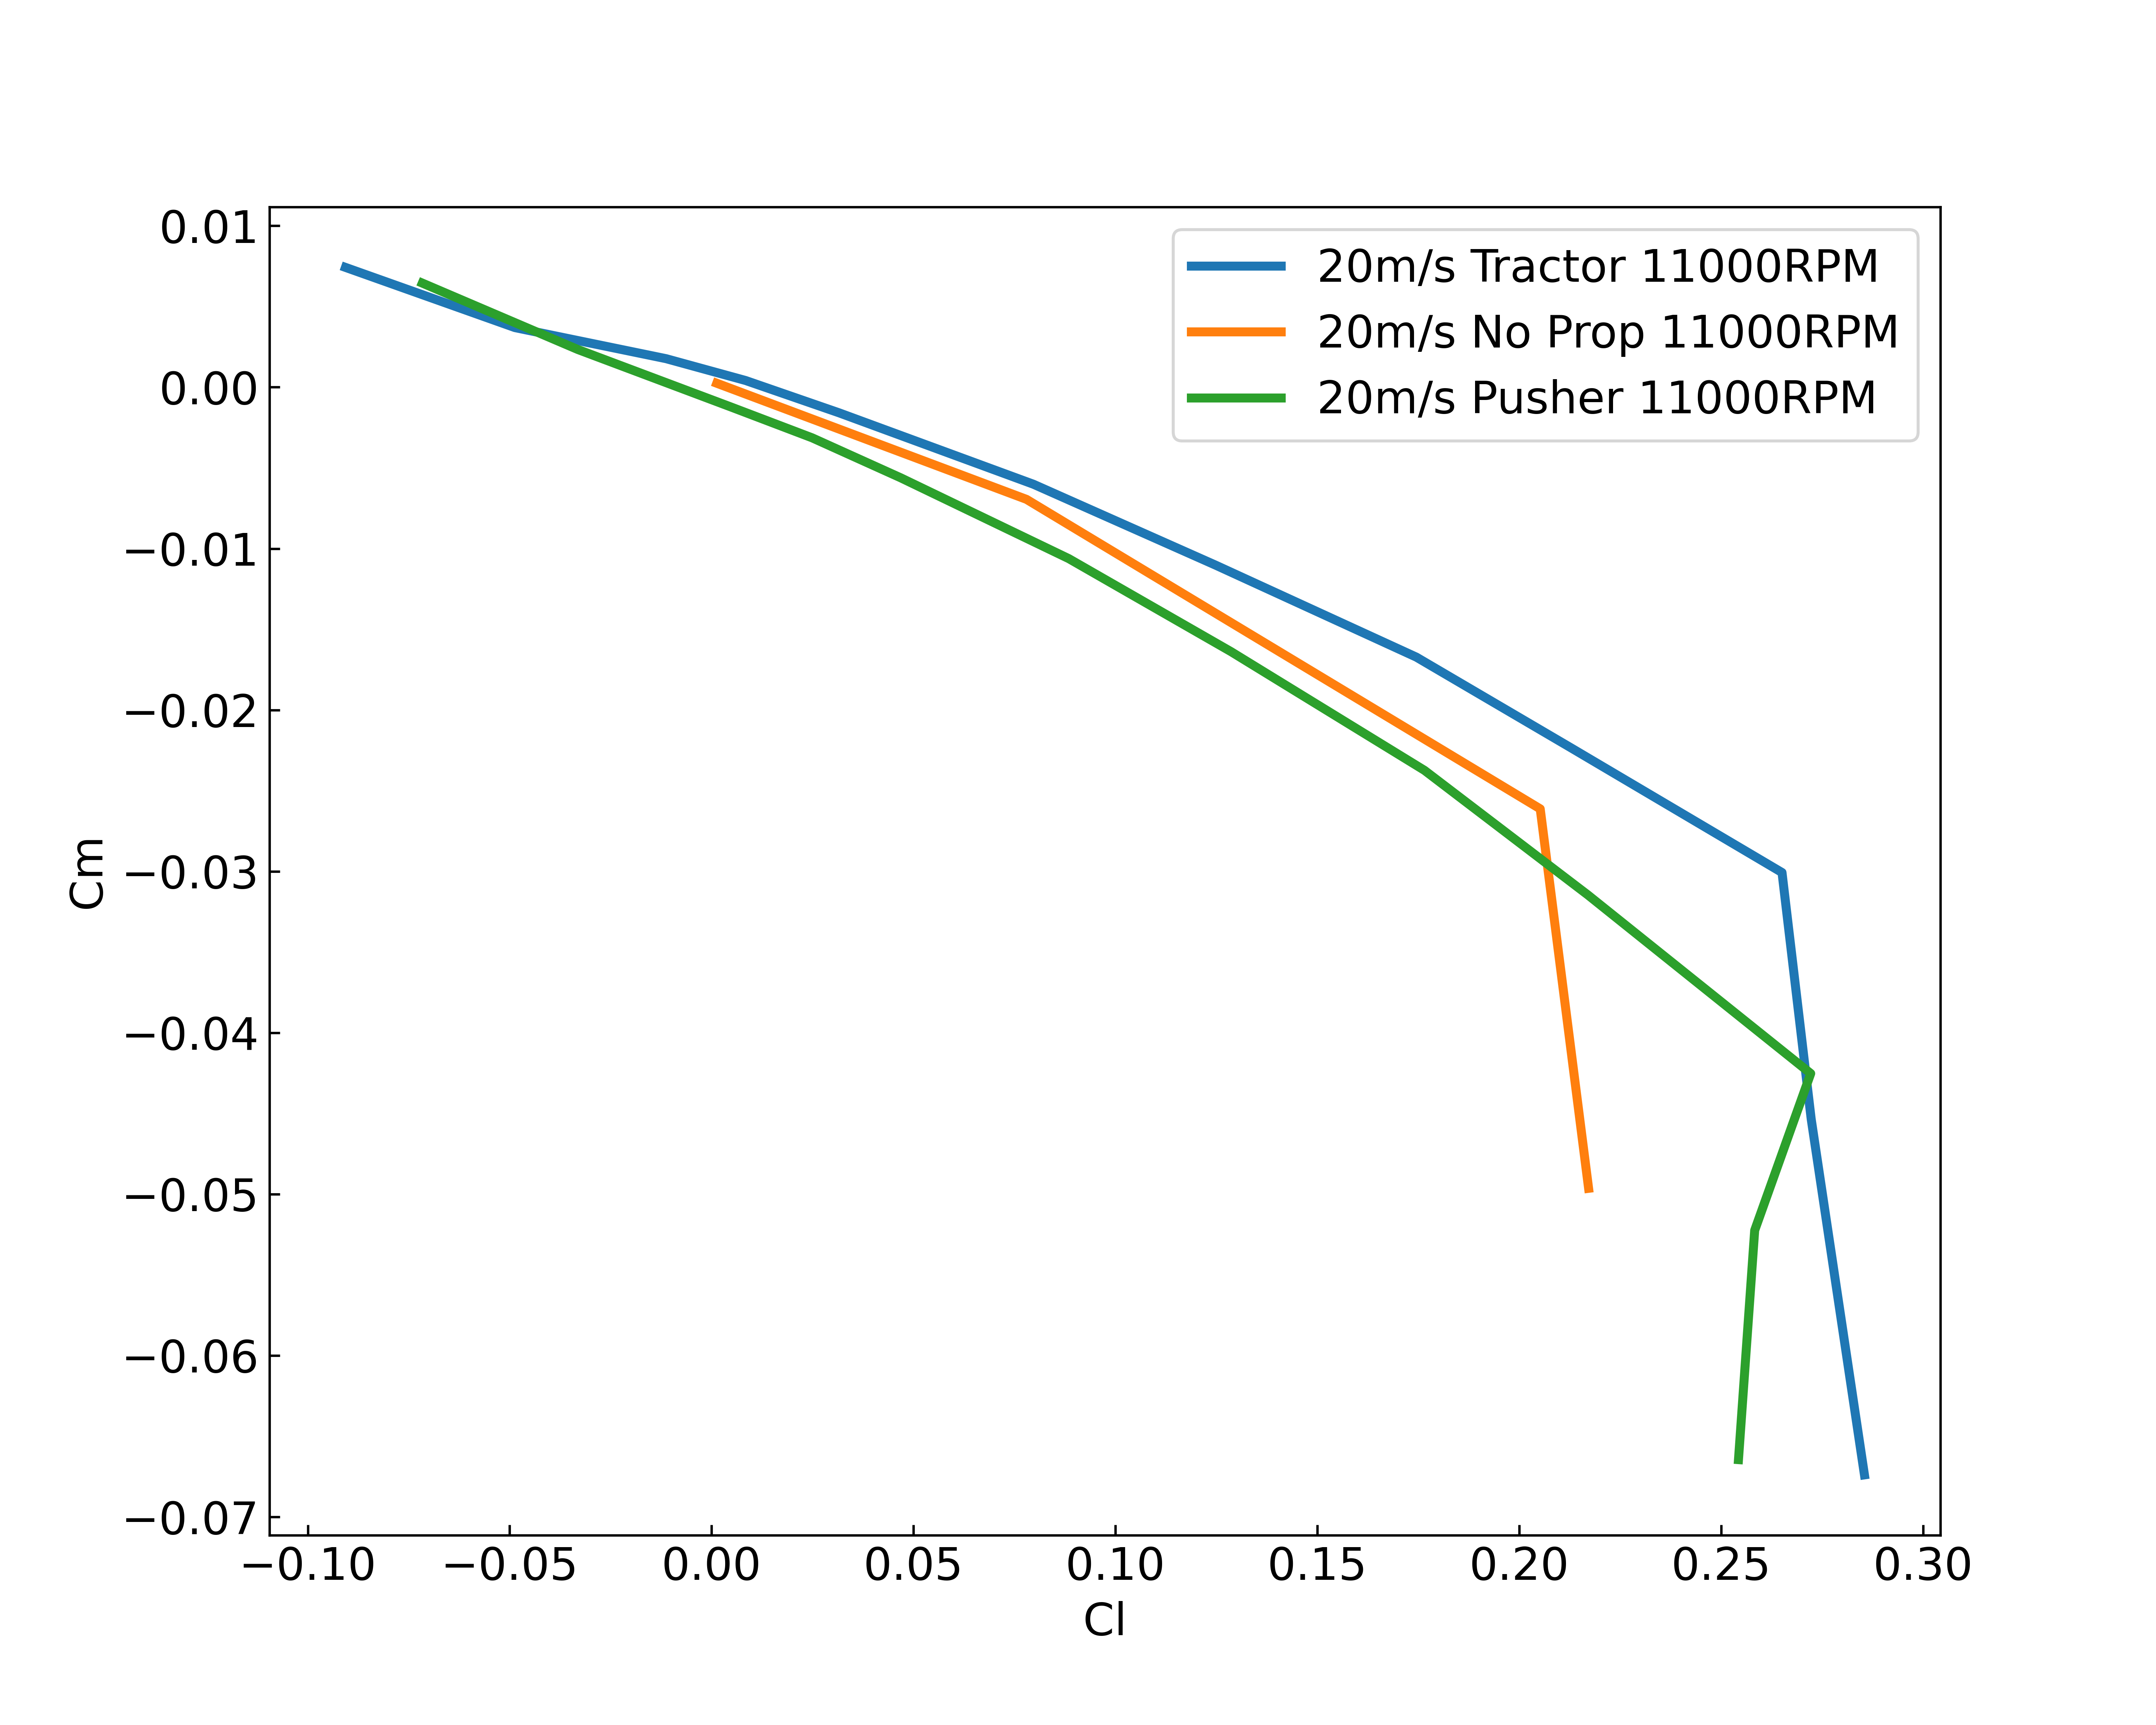 0.01
0.00
−0.01
−0.02
−0.03
−0.04
−0.05
−0.06
−0.07
Cm
20m/s Tractor 11000RPM
20m/s No Prop 11000RPM
20m/s Pusher 11000RPM
−0.10 −0.05 0.00 0.05 0.10 0.15 0.20 0.25 0.30
Cl